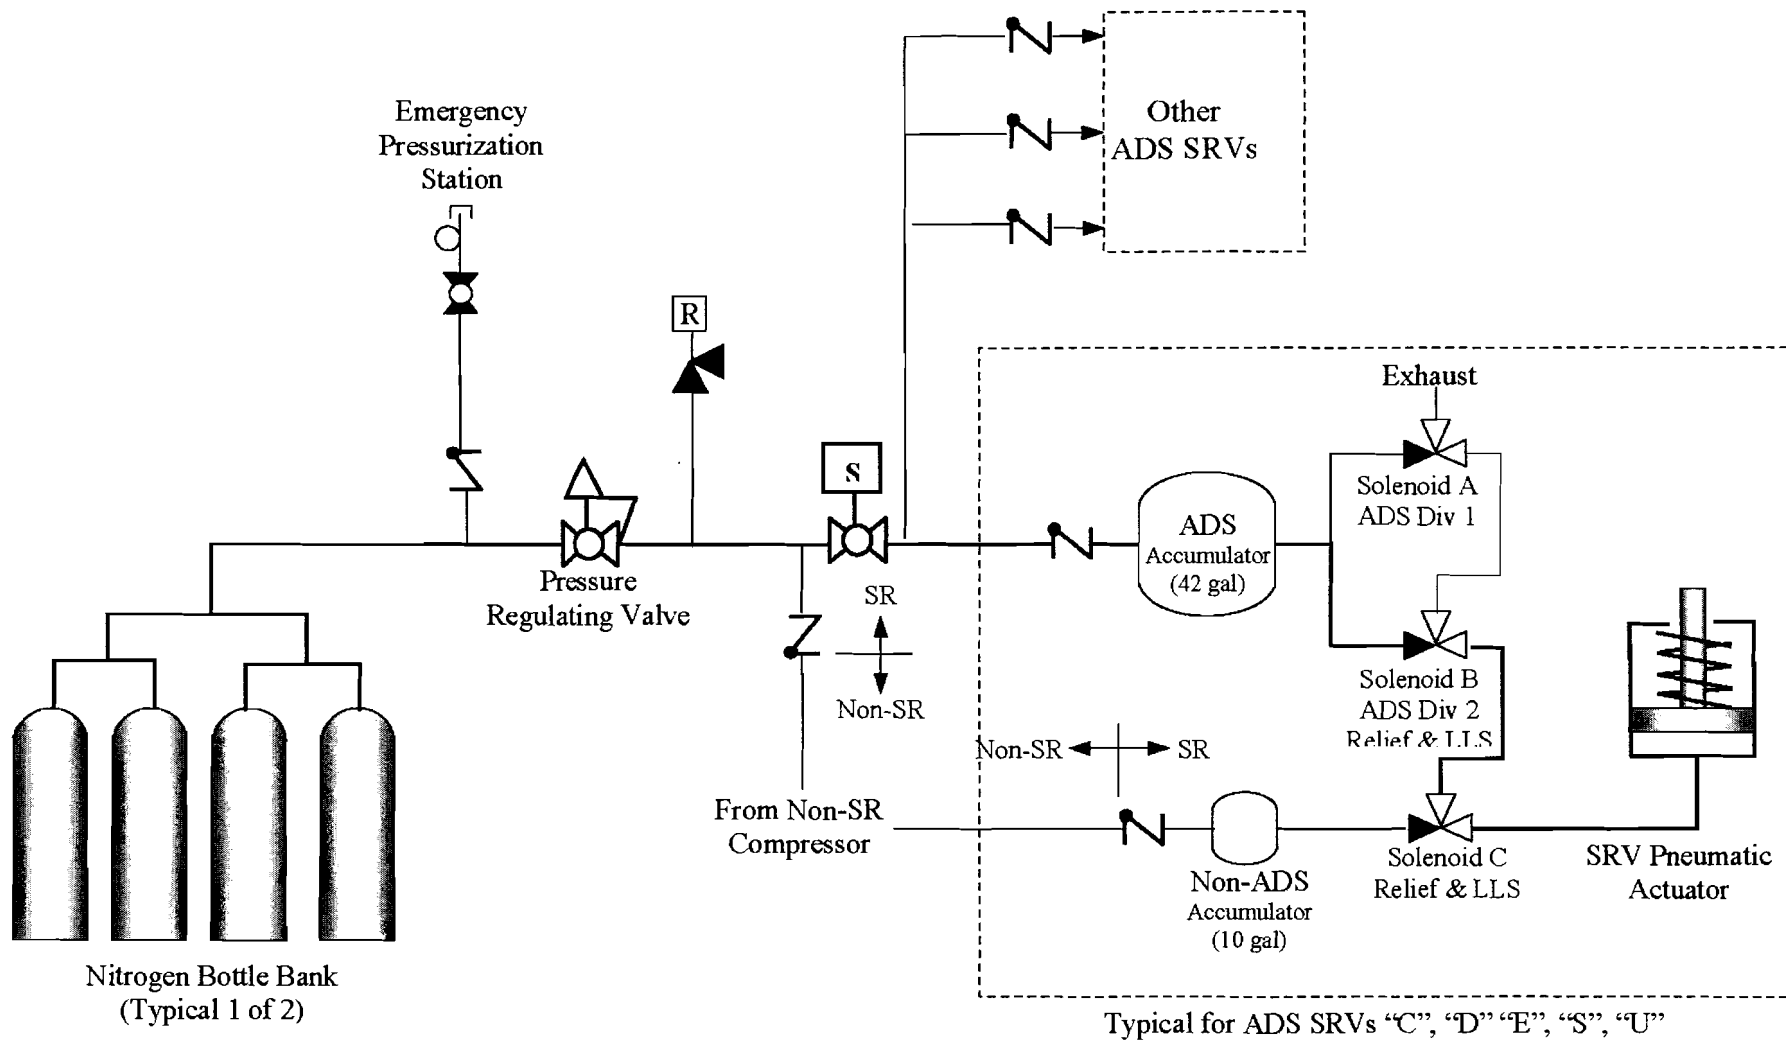 Emergency
Pressurization
Station
Other
ADS SRVs
R
Exhaust
S
Solenoid A
ADS Div 1
ADS
Accumulator
(42 gal)
Pressure
Regulating Valve
SR
Non-SR
Solenoid B
ADS Div 2
Relief & LLS
Non-SR
SR
From Non-SR
Compressor
Non-ADS
Accumulator
(10 gal)
Solenoid C
Relief & LLS
SRV Pneumatic
Actuator
Nitrogen Bottle Bank
(Typical 1 of 2)
Typical for ADS SRVs “C”, “D” “E”, “S”, “U”